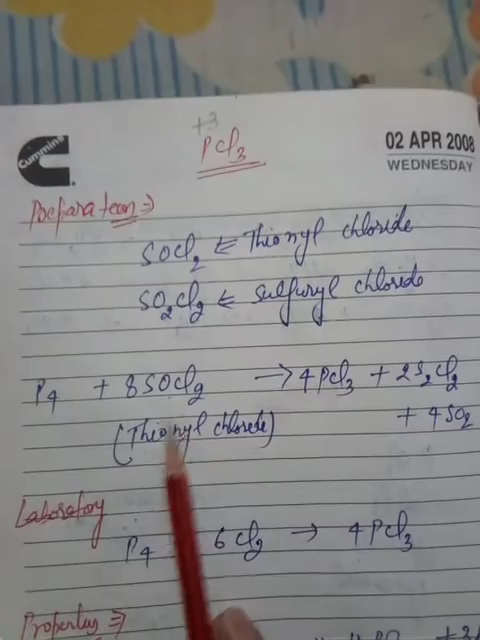 +3
PCl3
Cummins
02 APR 2008
WEDNESDAY
Preparation ⇒
SOCl2 ⇐ Thionyl chloride
SO2Cl2 ⇐ Sulfuryl chloride
P4 + 8SOCl2 → 4PCl3 + 2S2Cl2
(Thionyl chloride) + 4SO2
Laboratory
P4 6Cl2 → 4PCl3
Properties ⇒